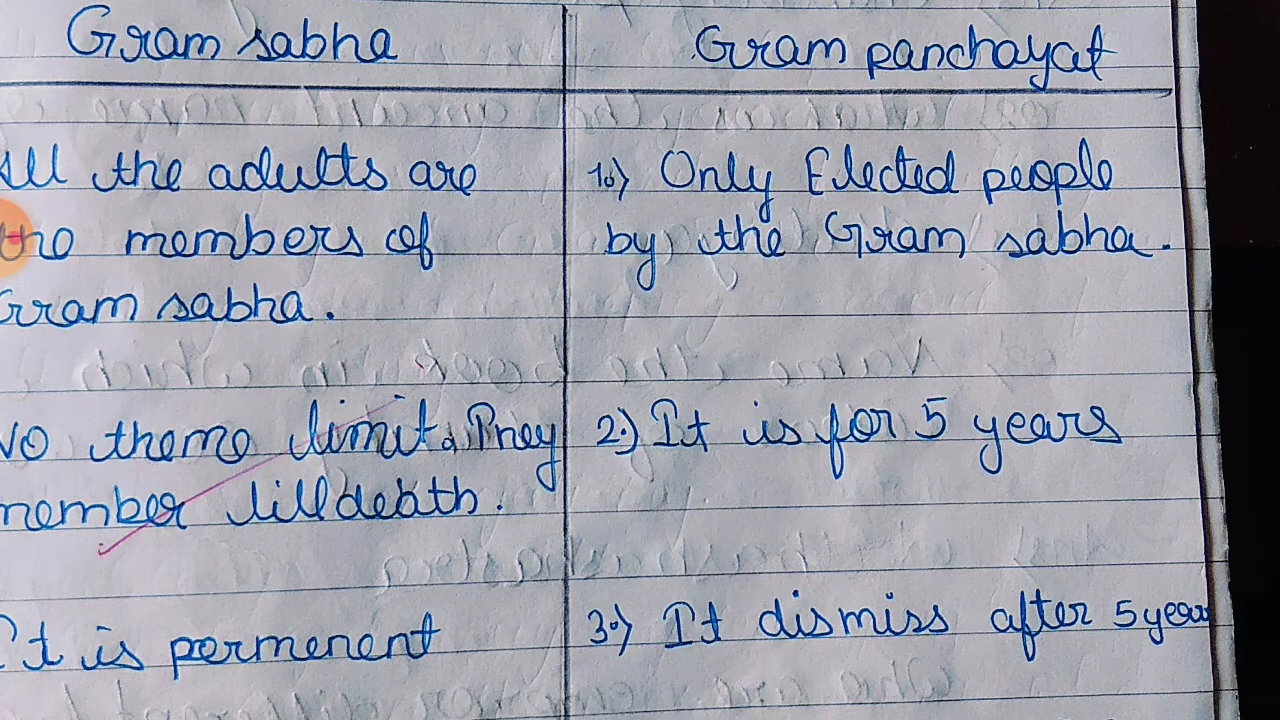 Gram sabha
Gram panchayat
All the adults are
the members of
Gram sabha.
1.) Only Elected people
by the Gram sabha.
No theme limit. They
member till death.
2.) It is for 5 years
It is permenent
3.) It dismiss after 5 years